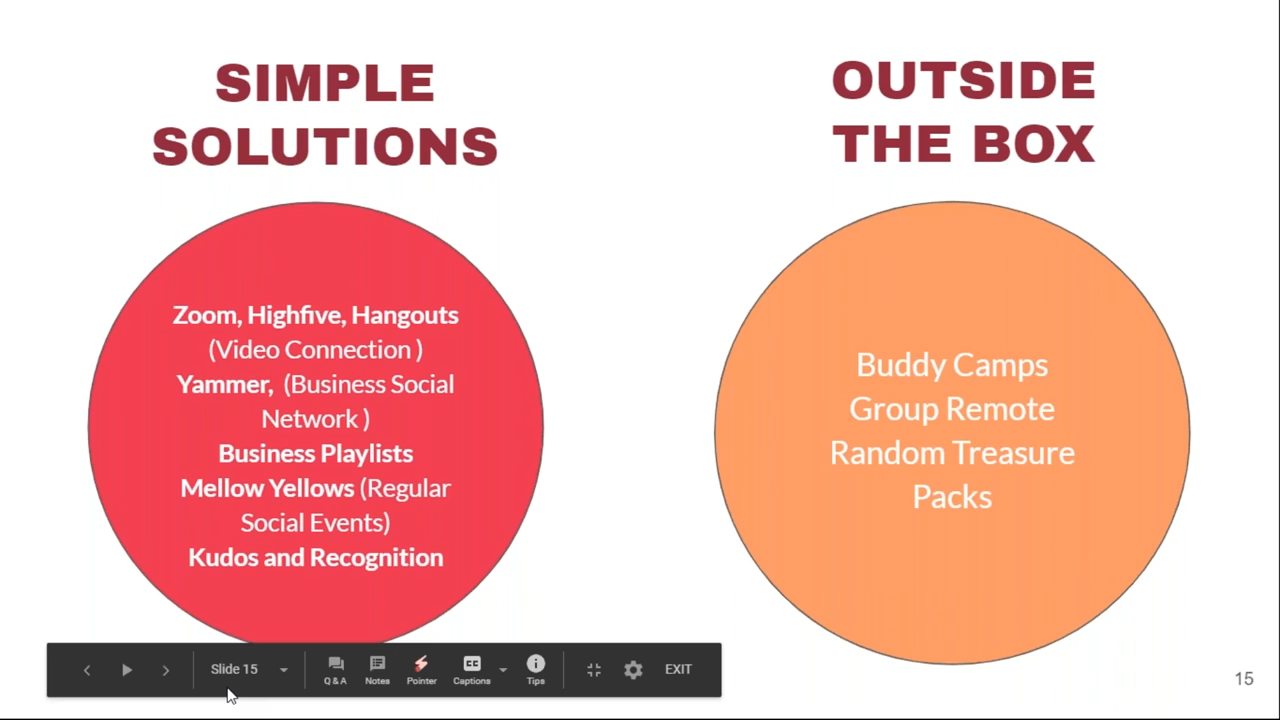 SIMPLE
SOLUTIONS
Zoom, Highfive, Hangouts
(Video Connection )
Yammer, (Business Social
Network )
Business Playlists
Mellow Yellows (Regular
Social Events)
Kudos and Recognition
OUTSIDE
THE BOX
Buddy Camps
Group Remote
Random Treasure
Packs
Slide 15
Q & A
Notes
Pointer
CC
Captions
Tips
EXIT
15